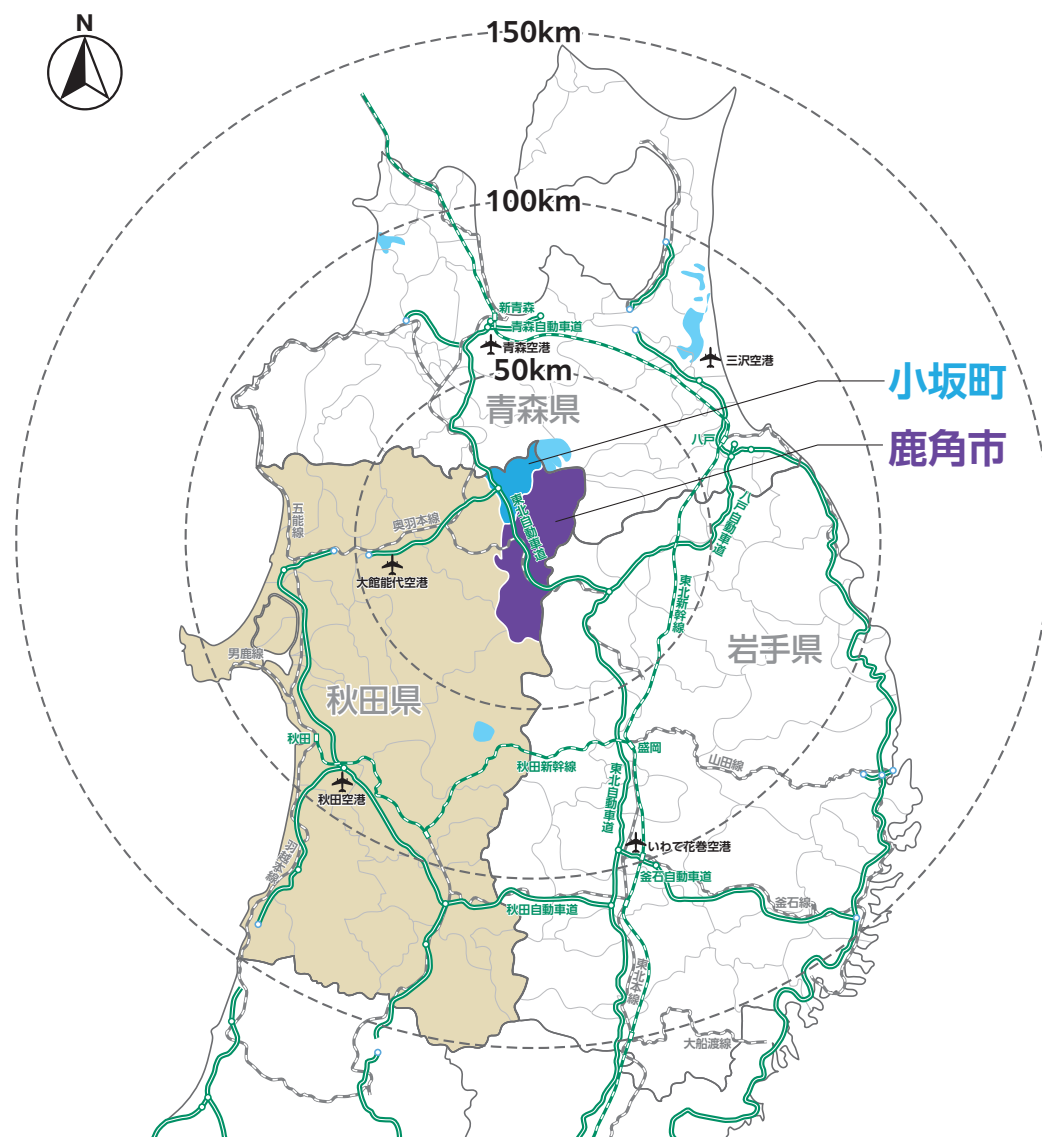 N
150km
100km
新青森
青森自動車道
青森空港
三沢空港
50km
小坂町
青森県
八戸
鹿角市
五能線
奥羽本線
東北自動車道
八戸自動車道
大館能代空港
東北新幹線
男鹿線
岩手県
秋田県
秋田
盛岡
秋田新幹線
山田線
東北自動車道
秋田空港
いわて花巻空港
羽越本線
釜石自動車道
秋田自動車道
釜石線
東北本線
大船渡線